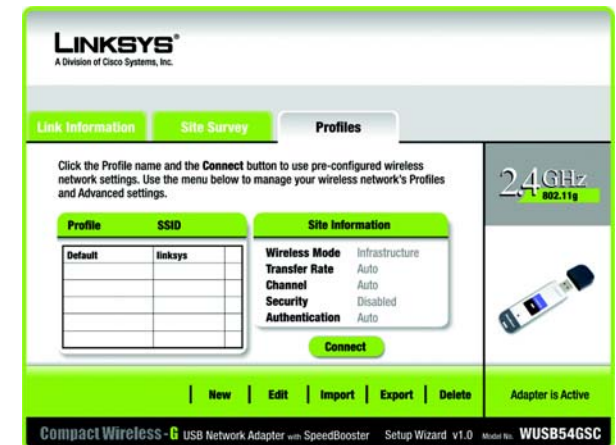 LINKSYS®
A Division of Cisco Systems, Inc.
Link Information Site Survey Profiles
Click the Profile name and the Connect button to use pre-configured wireless
network settings. Use the menu below to manage your wireless network's Profiles
and Advanced settings.
2.4GHz
802.11g
Profile SSID
Default linksys
Site Information
Wireless Mode Infrastructure
Transfer Rate Auto
Channel Auto
Security Disabled
Authentication Auto
Connect
New Edit Import Export Delete
Adapter is Active
Compact Wireless-G USB Network Adapter with SpeedBooster Setup Wizard v1.0 Model No. WUSB54GSC